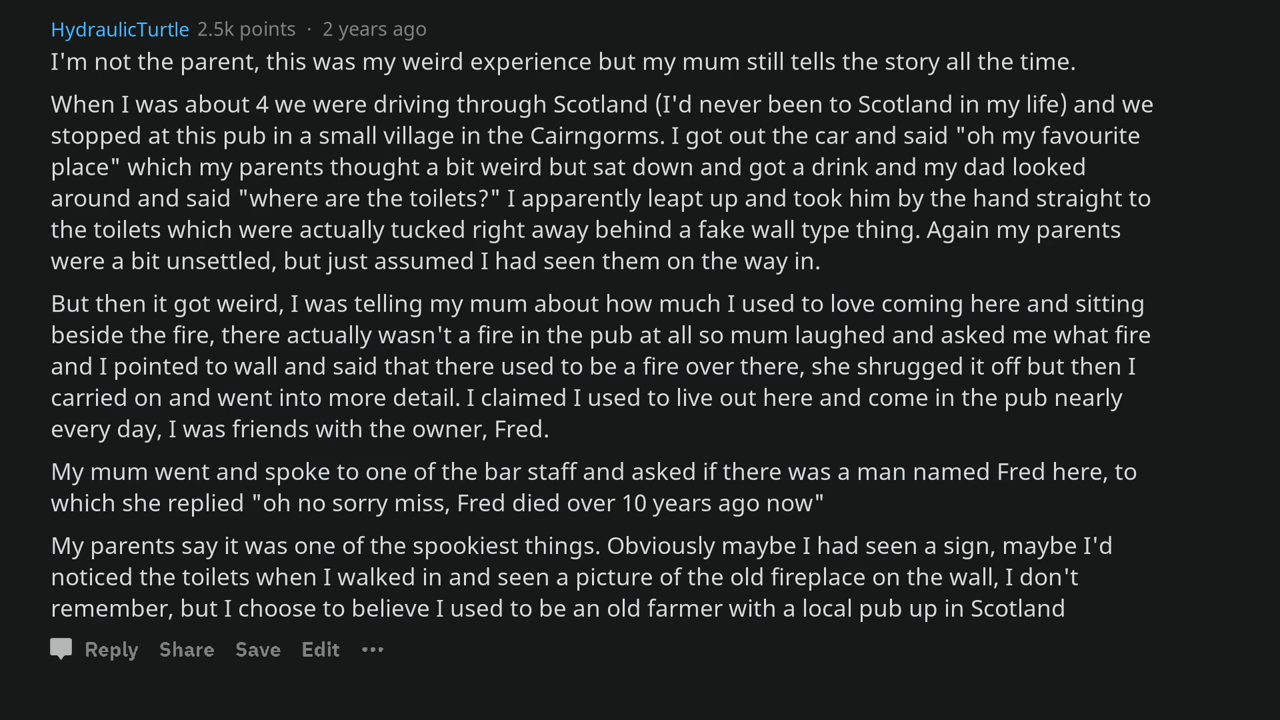 HydraulicTurtle 2.5k points · 2 years ago
I'm not the parent, this was my weird experience but my mum still tells the story all the time.
When I was about 4 we were driving through Scotland (I'd never been to Scotland in my life) and we
stopped at this pub in a small village in the Cairngorms. I got out the car and said "oh my favourite
place" which my parents thought a bit weird but sat down and got a drink and my dad looked
around and said "where are the toilets?" I apparently leapt up and took him by the hand straight to
the toilets which were actually tucked right away behind a fake wall type thing. Again my parents
were a bit unsettled, but just assumed I had seen them on the way in.
But then it got weird, I was telling my mum about how much I used to love coming here and sitting
beside the fire, there actually wasn't a fire in the pub at all so mum laughed and asked me what fire
and I pointed to wall and said that there used to be a fire over there, she shrugged it off but then I
carried on and went into more detail. I claimed I used to live out here and come in the pub nearly
every day, I was friends with the owner, Fred.
My mum went and spoke to one of the bar staff and asked if there was a man named Fred here, to
which she replied "oh no sorry miss, Fred died over 10 years ago now"
My parents say it was one of the spookiest things. Obviously maybe I had seen a sign, maybe I'd
noticed the toilets when I walked in and seen a picture of the old fireplace on the wall, I don't
remember, but I choose to believe I used to be an old farmer with a local pub up in Scotland
Reply Share Save Edit •••